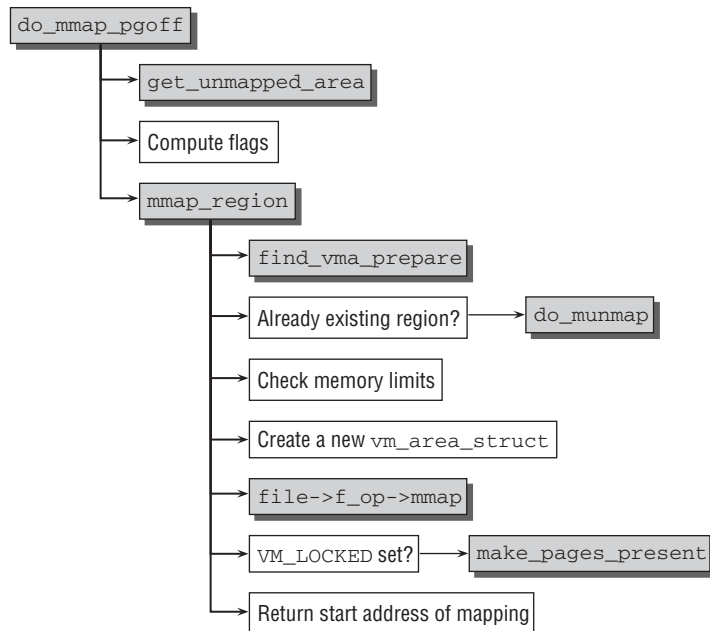 do_mmap_pgoff
get_unmapped_area
Compute flags
mmap_region
find_vma_prepare
Already existing region?
do_munmap
Check memory limits
Create a new vm_area_struct
file->f_op->mmap
VM_LOCKED set?
make_pages_present
Return start address of mapping